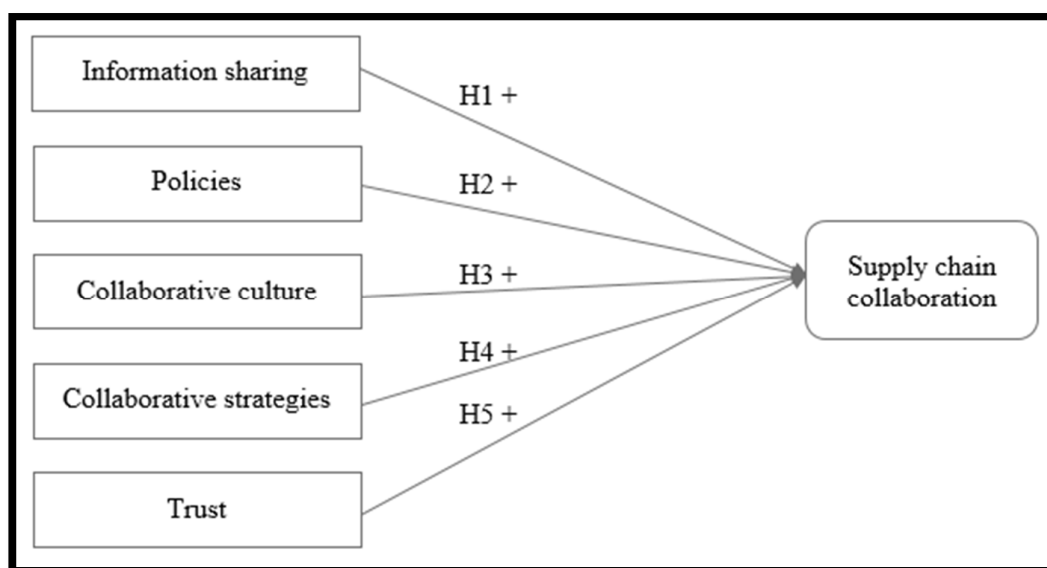 Information sharing
H1 +
Policies
H2 +
Collaborative culture
H3 +
Collaborative strategies
H4 +
Trust
H5 +
Supply chain
collaboration